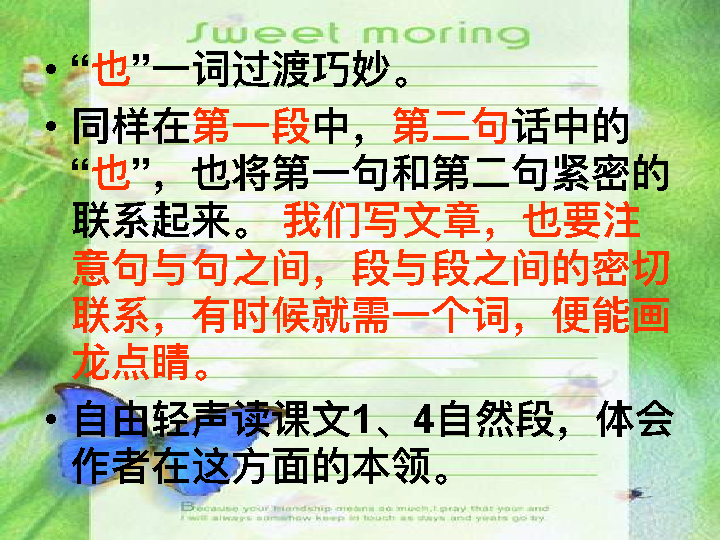 Sweet moring
• “也”一词过渡巧妙。
• 同样在第一段中，第二句话中的
“也”，也将第一句和第二句紧密的
联系起来。 我们写文章，也要注
意句与句之间，段与段之间的密切
联系，有时候就需一个词，便能画
龙点睛。
• 自由轻声读课文1、4自然段，体会
作者在这方面的本领。
Because your friendship means so much,I pray that your and
I will always somehow keep in touch as days and years go by.